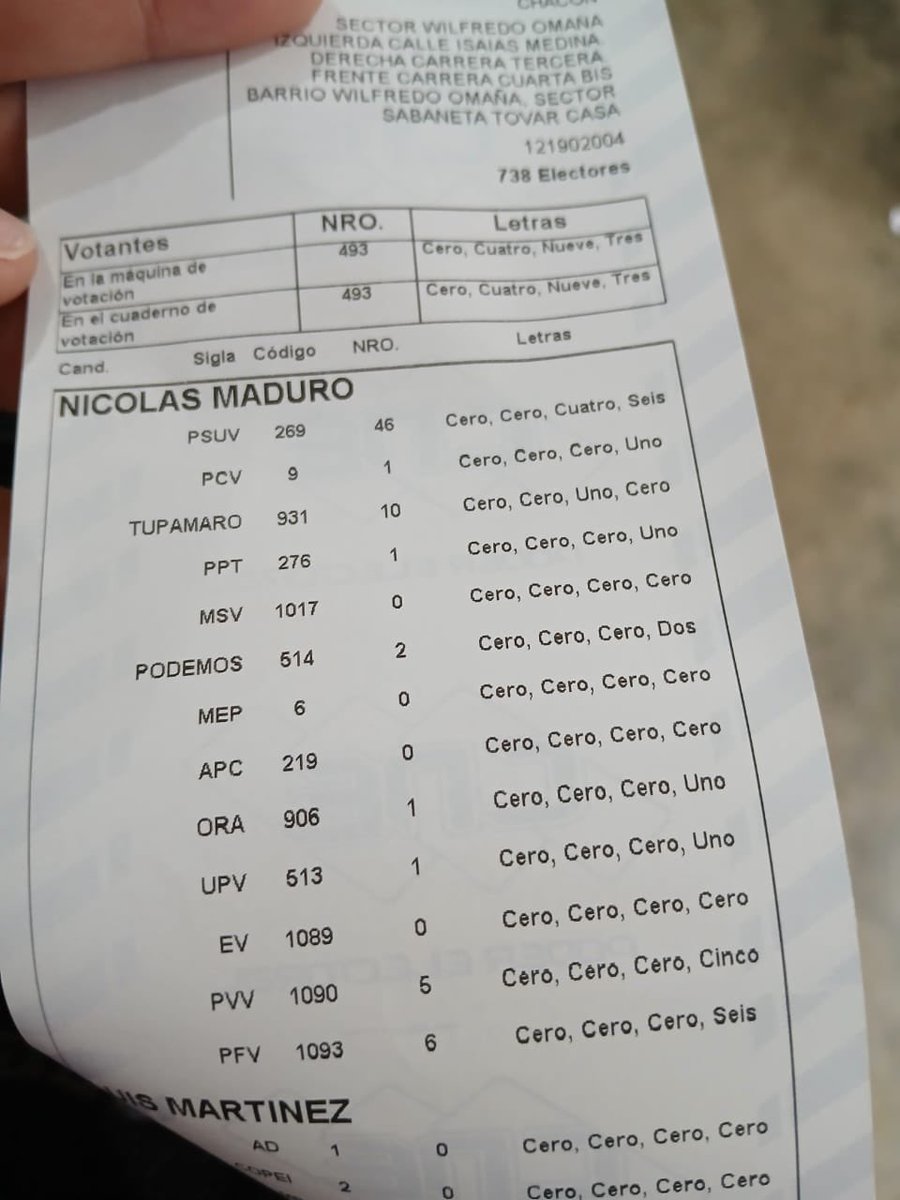 CHACON
SECTOR WILFREDO OMAÑA
IZQUIERDA CALLE ISAIAS MEDINA.
DERECHA CARRERA TERCERA.
FRENTE CARRERA CUARTA BIS
BARRIO WILFREDO OMAÑA. SECTOR
SABANETA TOVAR CASA
121902004
738 Electores
Votantes NRO. Letras
En la máquina de votación 493 Cero, Cuatro, Nueve, Tres
En el cuaderno de votación 493 Cero, Cuatro, Nueve, Tres
Cand. Sigla Código NRO. Letras
NICOLAS MADURO
PSUV 269 46 Cero, Cero, Cuatro, Seis
PCV 9 1 Cero, Cero, Cero, Uno
TUPAMARO 931 10 Cero, Cero, Uno, Cero
PPT 276 1 Cero, Cero, Cero, Uno
MSV 1017 0 Cero, Cero, Cero, Cero
PODEMOS 514 2 Cero, Cero, Cero, Dos
MEP 6 0 Cero, Cero, Cero, Cero
APC 219 0 Cero, Cero, Cero, Cero
ORA 906 1 Cero, Cero, Cero, Uno
UPV 513 1 Cero, Cero, Cero, Uno
EV 1089 0 Cero, Cero, Cero, Cero
PVV 1090 5 Cero, Cero, Cero, Cinco
PFV 1093 6 Cero, Cero, Cero, Seis
UIS MARTINEZ
AD 1 0 Cero, Cero, Cero, Cero
COPEI 2 0 Cero, Cero, Cero, Cero